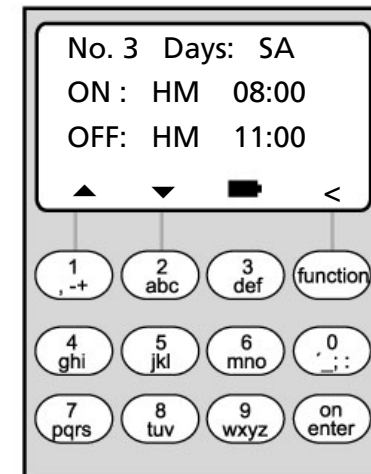 No. 3 Days: SA
ON : HM 08:00
OFF: HM 11:00
<
1
, -+
2
abc
3
def
function
4
ghi
5
jkl
6
mno
0
´_; :
7
pqrs
8
tuv
9
wxyz
on
enter